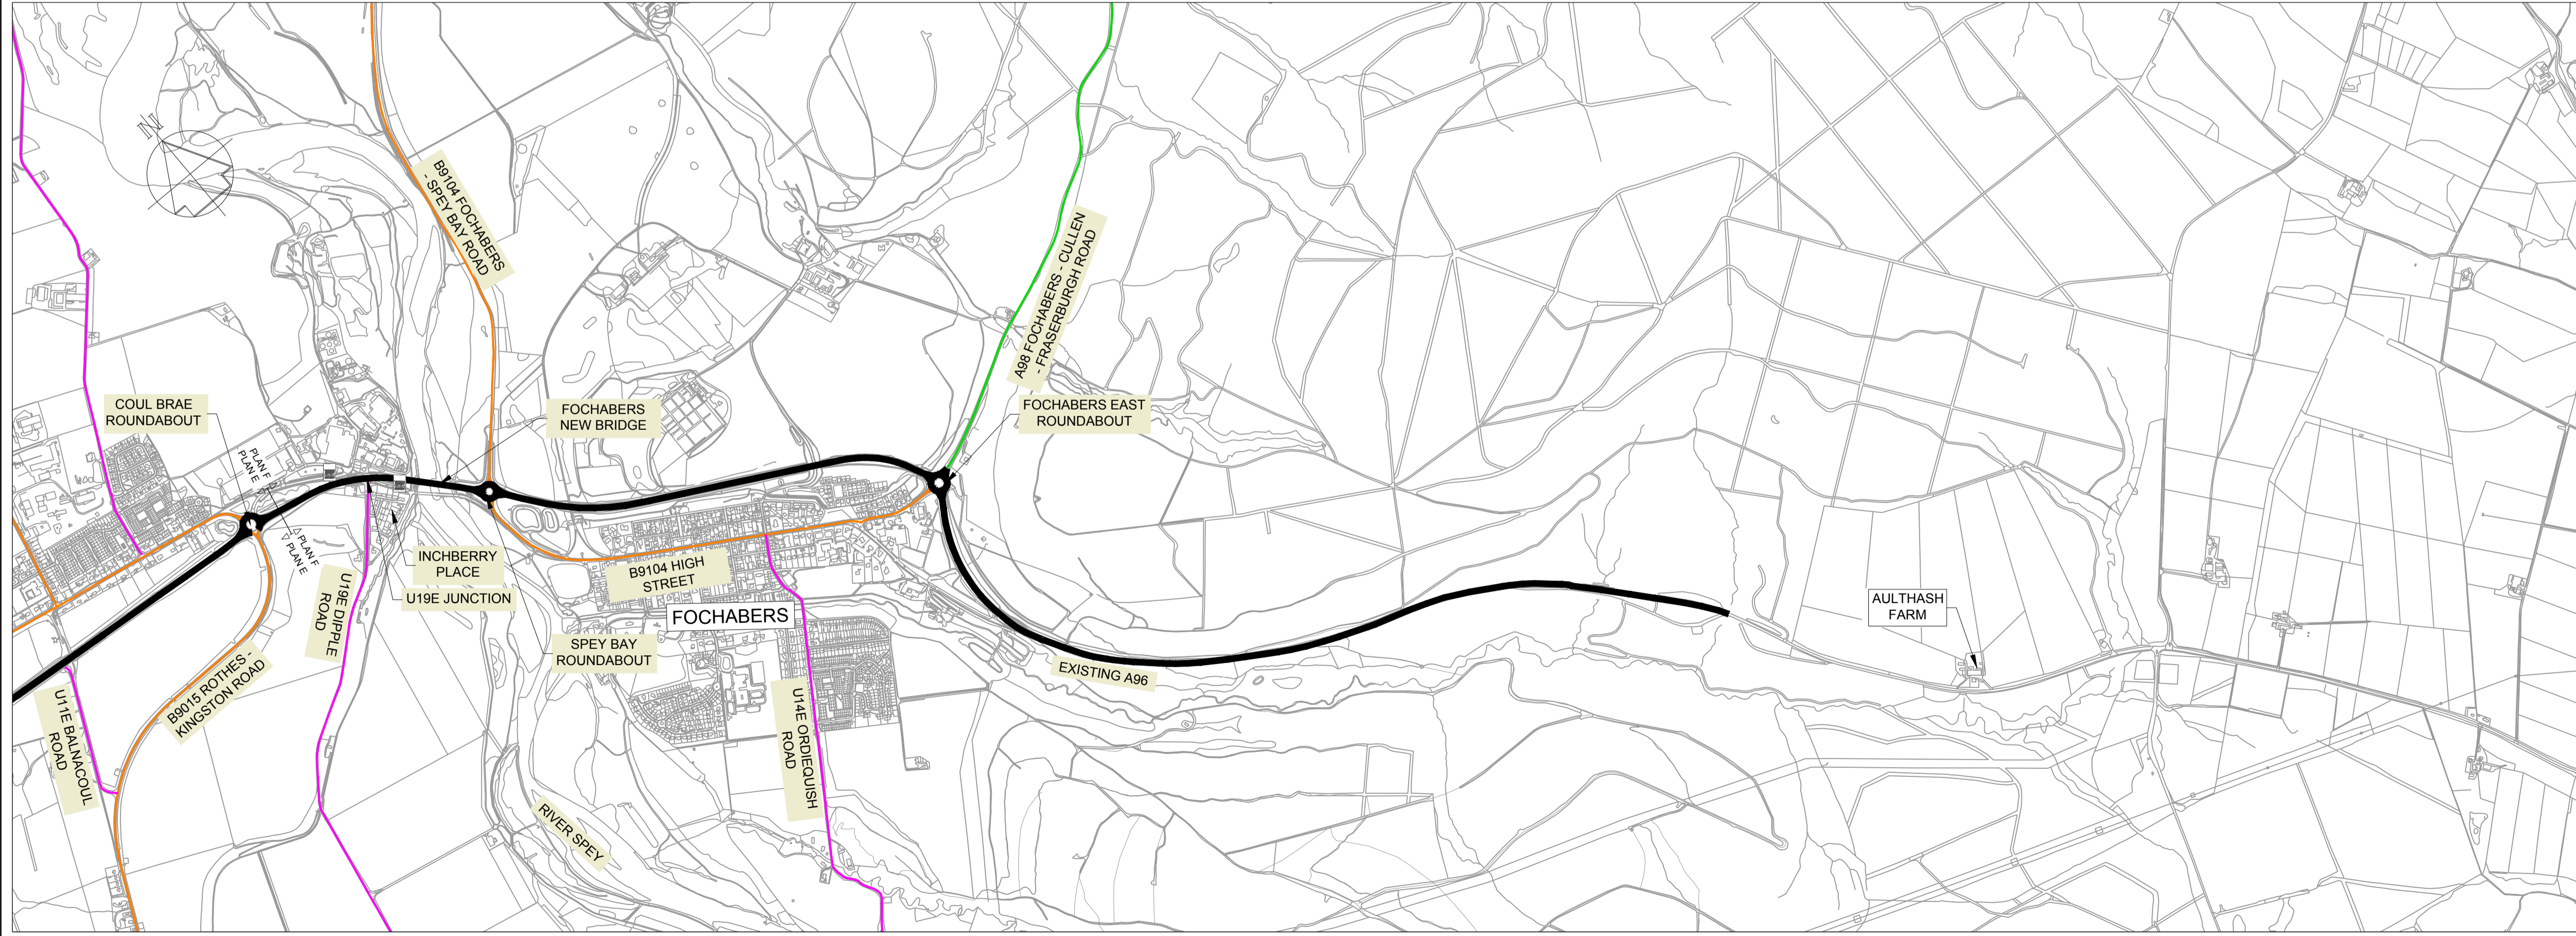 N
B9104 FOCHABERS
- SPEY BAY ROAD
A98 FOCHABERS - CULLEN
- FRASERBURGH ROAD
COUL BRAE
ROUNDABOUT
FOCHABERS
NEW BRIDGE
FOCHABERS EAST
ROUNDABOUT
PLAN F
PLAN E
PLAN F
PLAN E
INCHBERRY
PLACE
U19E JUNCTION
B9104 HIGH
STREET
FOCHABERS
U19E DIPPLE
ROAD
SPEY BAY
ROUNDABOUT
EXISTING A96
AULTHASH
FARM
U11E BALNACOUL
ROAD
B9015 ROTHES -
KINGSTON ROAD
U14E ORDIEQUISH
ROAD
RIVER SPEY